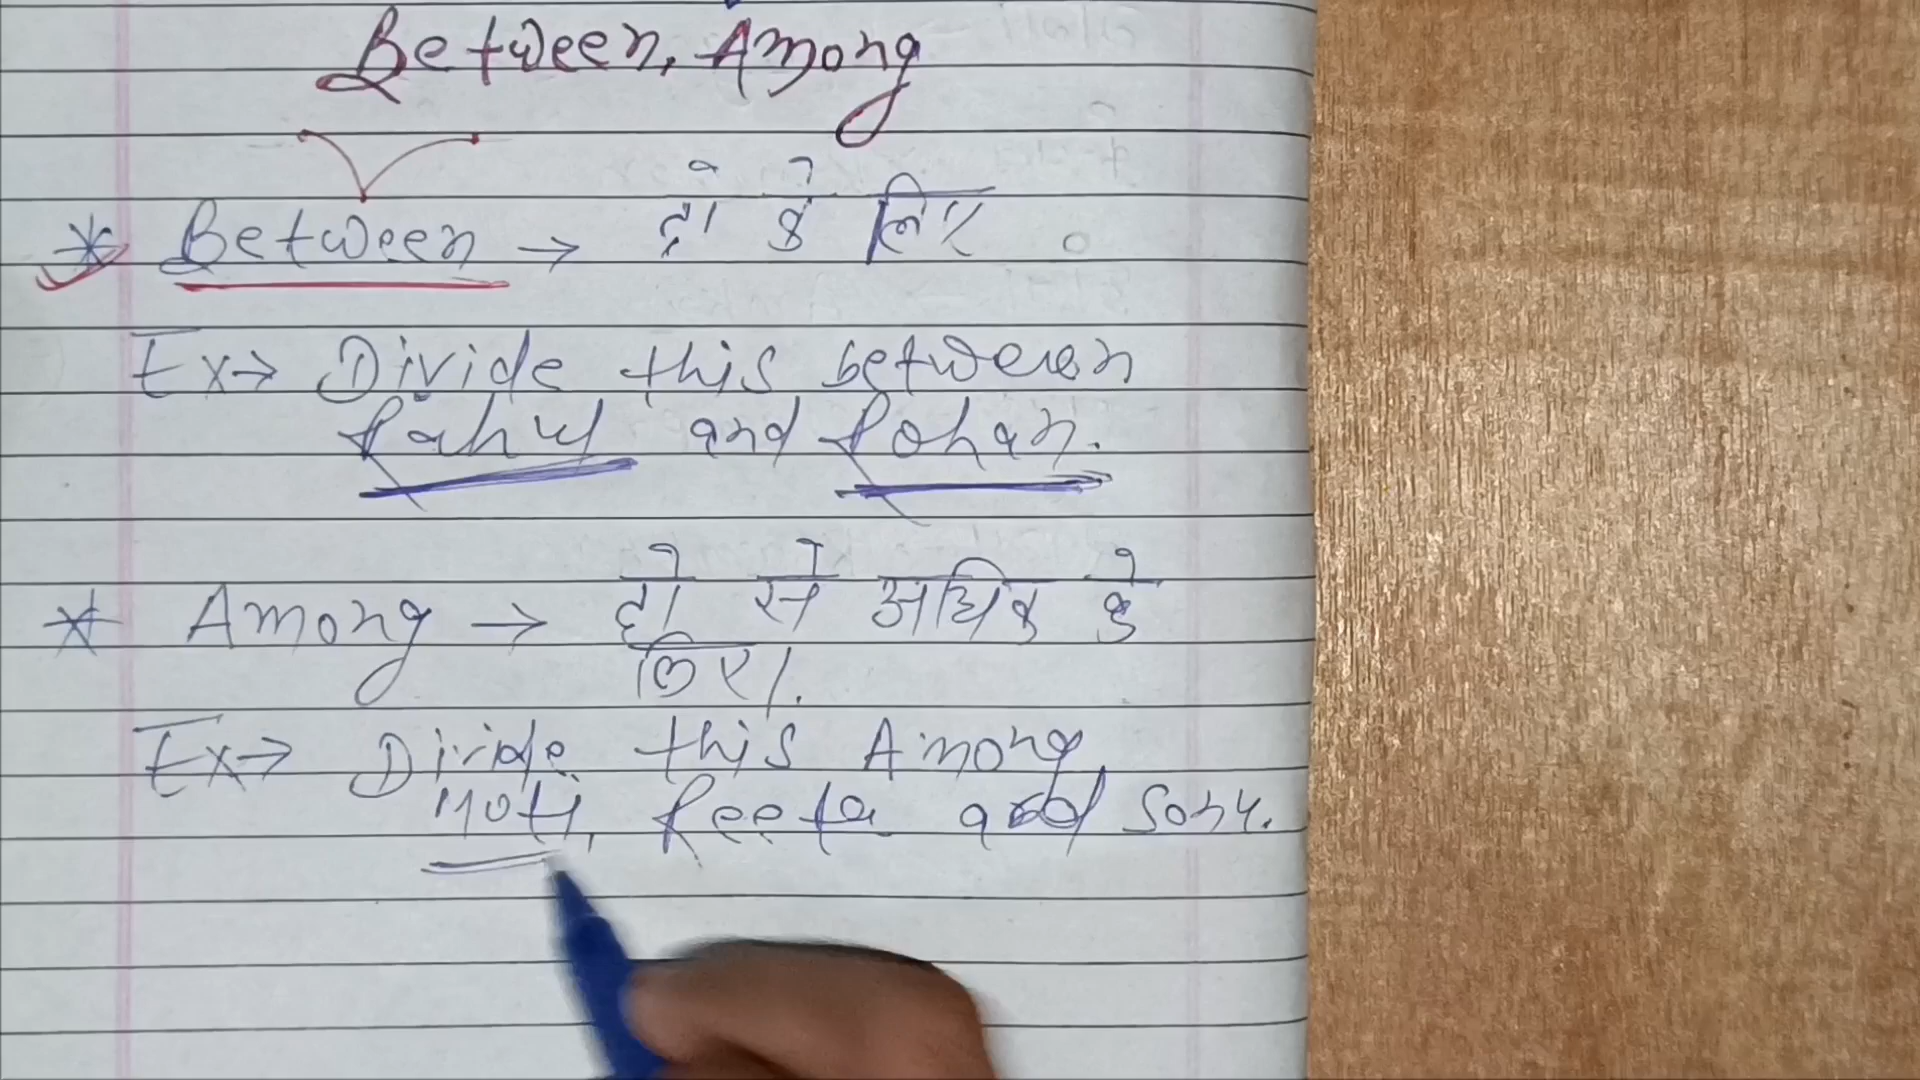 Between, Among
* Between → दो के लिए
Ex→ Divide this between
Rahul and Rohan.
* Among → दो से अधिक के
लिए।.
Ex→ Divide this Among
Moti, Reeta and Sonu.